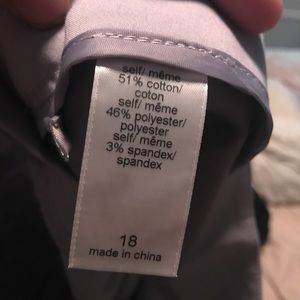 self/ même
51% cotton/
coton
self/ même
46% polyester/
polyester
self/ même
3% spandex/
spandex
18
made in china